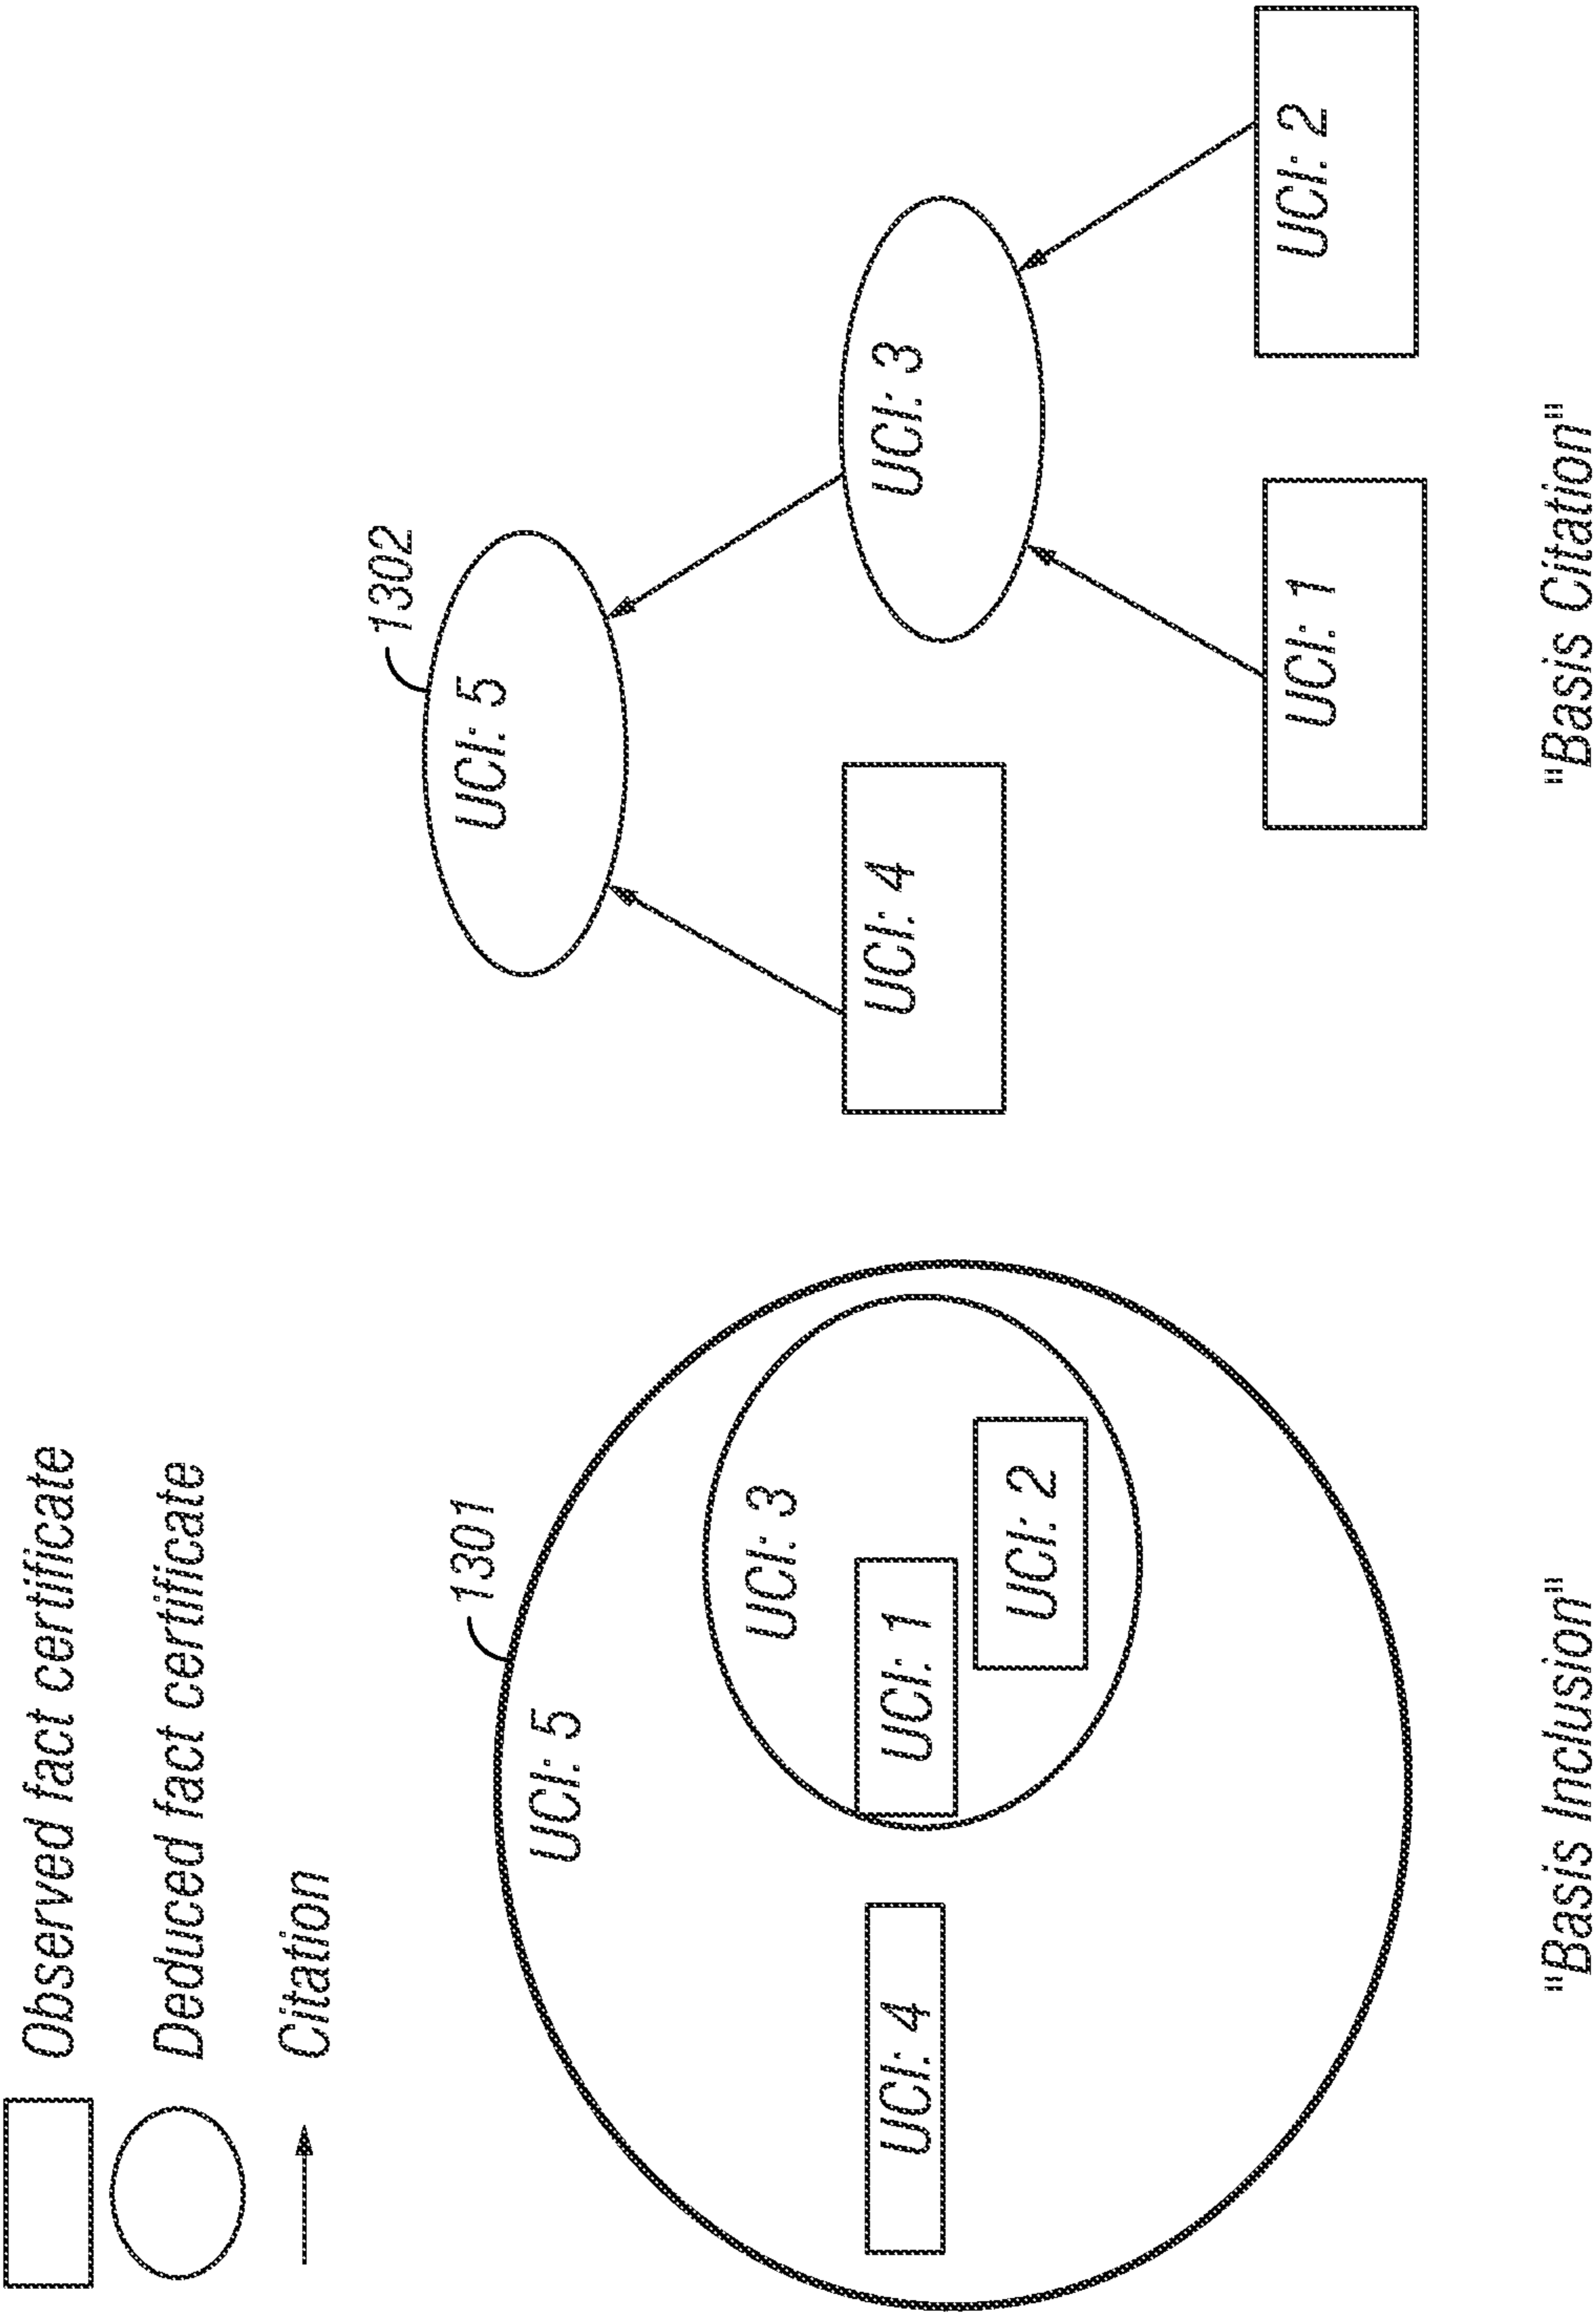 Observed fact certificate
Deduced fact certificate
Citation
1301
UCI: 5
UCI: 3
UCI: 1
UCI: 4
UCI: 2
"Basis Inclusion"
1302
UCI: 5
UCI: 3
UCI: 4
UCI: 1
UCI: 2
"Basis Citation"